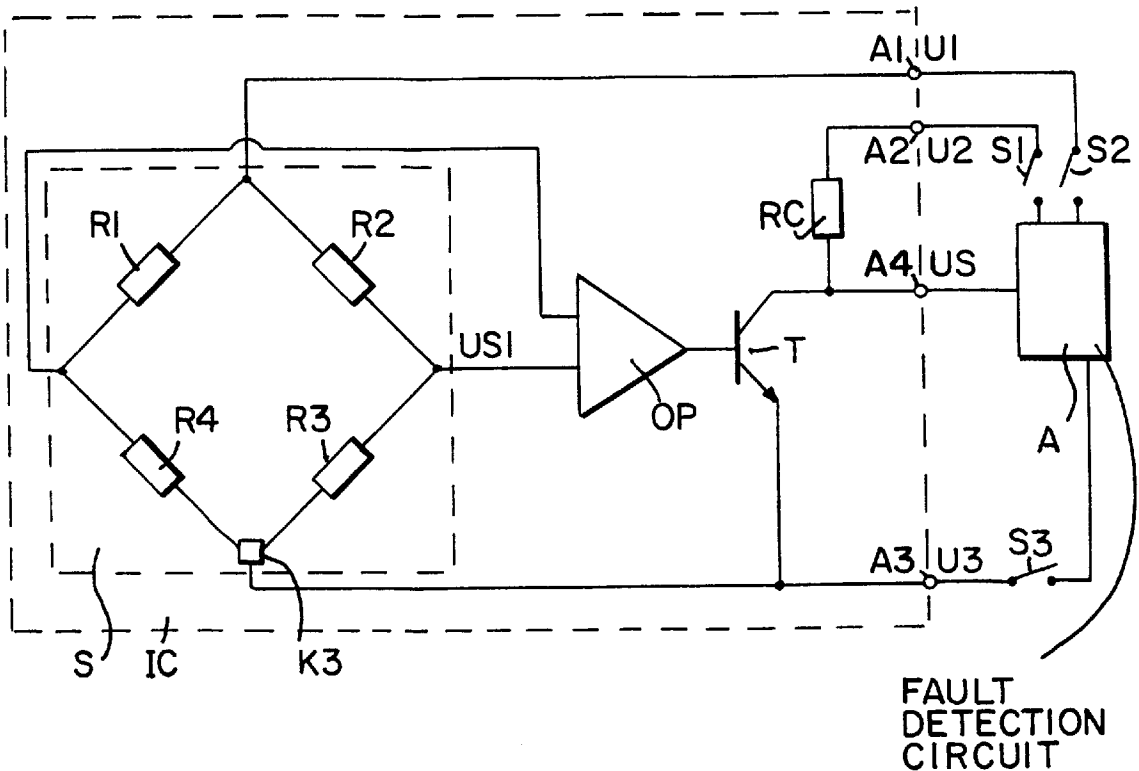 A1 U1
A2 U2 S1 S2
R1 R2 RC
A4 US
US1 T
OP
R4 R3 A
A3 U3 S3
S IC K3
FAULT
DETECTION
CIRCUIT